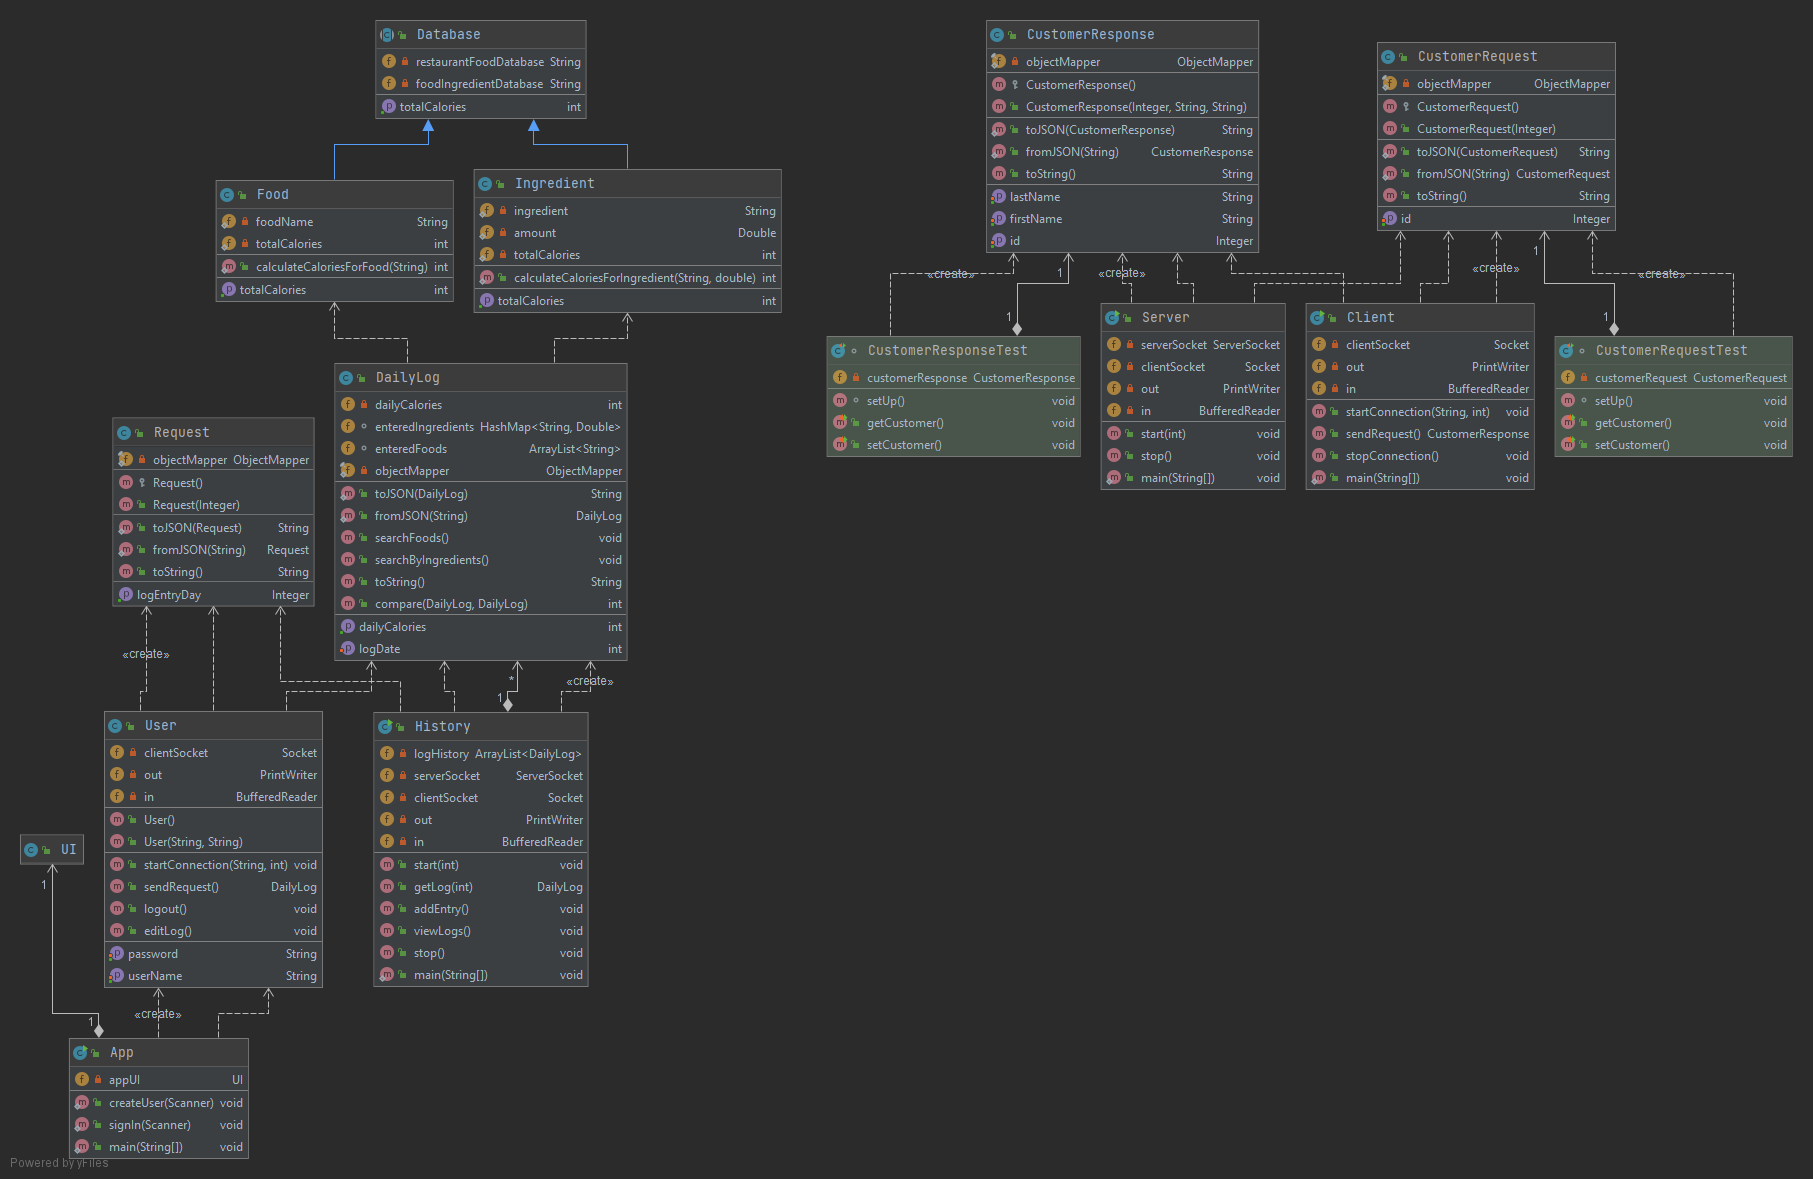 Database
restaurantFoodDatabase String
foodIngredientDatabase String
totalCalories int
Food
foodName String
totalCalories int
calculateCaloriesForFood(String) int
totalCalories int
Ingredient
ingredient String
amount Double
totalCalories int
calculateCaloriesForIngredient(String, double) int
totalCalories int
DailyLog
dailyCalories int
enteredIngredients HashMap<String, Double>
enteredFoods ArrayList<String>
objectMapper ObjectMapper
toJSON(DailyLog) String
fromJSON(String) DailyLog
searchFoods() void
searchByIngredients() void
toString() String
compare(DailyLog, DailyLog) int
dailyCalories int
logDate int
Request
objectMapper ObjectMapper
Request()
Request(Integer)
toJSON(Request) String
fromJSON(String) Request
toString() String
logEntryDay Integer
«create»
* 
1
«create»
User
clientSocket Socket
out PrintWriter
in BufferedReader
User()
User(String, String)
startConnection(String, int) void
sendRequest() DailyLog
logout() void
editLog() void
password String
userName String
History
logHistory ArrayList<DailyLog>
serverSocket ServerSocket
clientSocket Socket
out PrintWriter
in BufferedReader
start(int) void
getLog(int) DailyLog
addEntry() void
viewLogs() void
stop() void
main(String[]) void
UI
1
1
«create»
App
appUI UI
createUser(Scanner) void
signIn(Scanner) void
main(String[]) void
Powered by yFiles
CustomerResponse
objectMapper ObjectMapper
CustomerResponse()
CustomerResponse(Integer, String, String)
toJSON(CustomerResponse) String
fromJSON(String) CustomerResponse
toString() String
lastName String
firstName String
id Integer
CustomerRequest
objectMapper ObjectMapper
CustomerRequest()
CustomerRequest(Integer)
toJSON(CustomerRequest) String
fromJSON(String) CustomerRequest
toString() String
id Integer
«create»
1
«create»
1
«create»
1
«create»
1
CustomerResponseTest
customerResponse CustomerResponse
setUp() void
getCustomer() void
setCustomer() void
Server
serverSocket ServerSocket
clientSocket Socket
out PrintWriter
in BufferedReader
start(int) void
stop() void
main(String[]) void
Client
clientSocket Socket
out PrintWriter
in BufferedReader
startConnection(String, int) void
sendRequest() CustomerResponse
stopConnection() void
main(String[]) void
CustomerRequestTest
customerRequest CustomerRequest
setUp() void
getCustomer() void
setCustomer() void